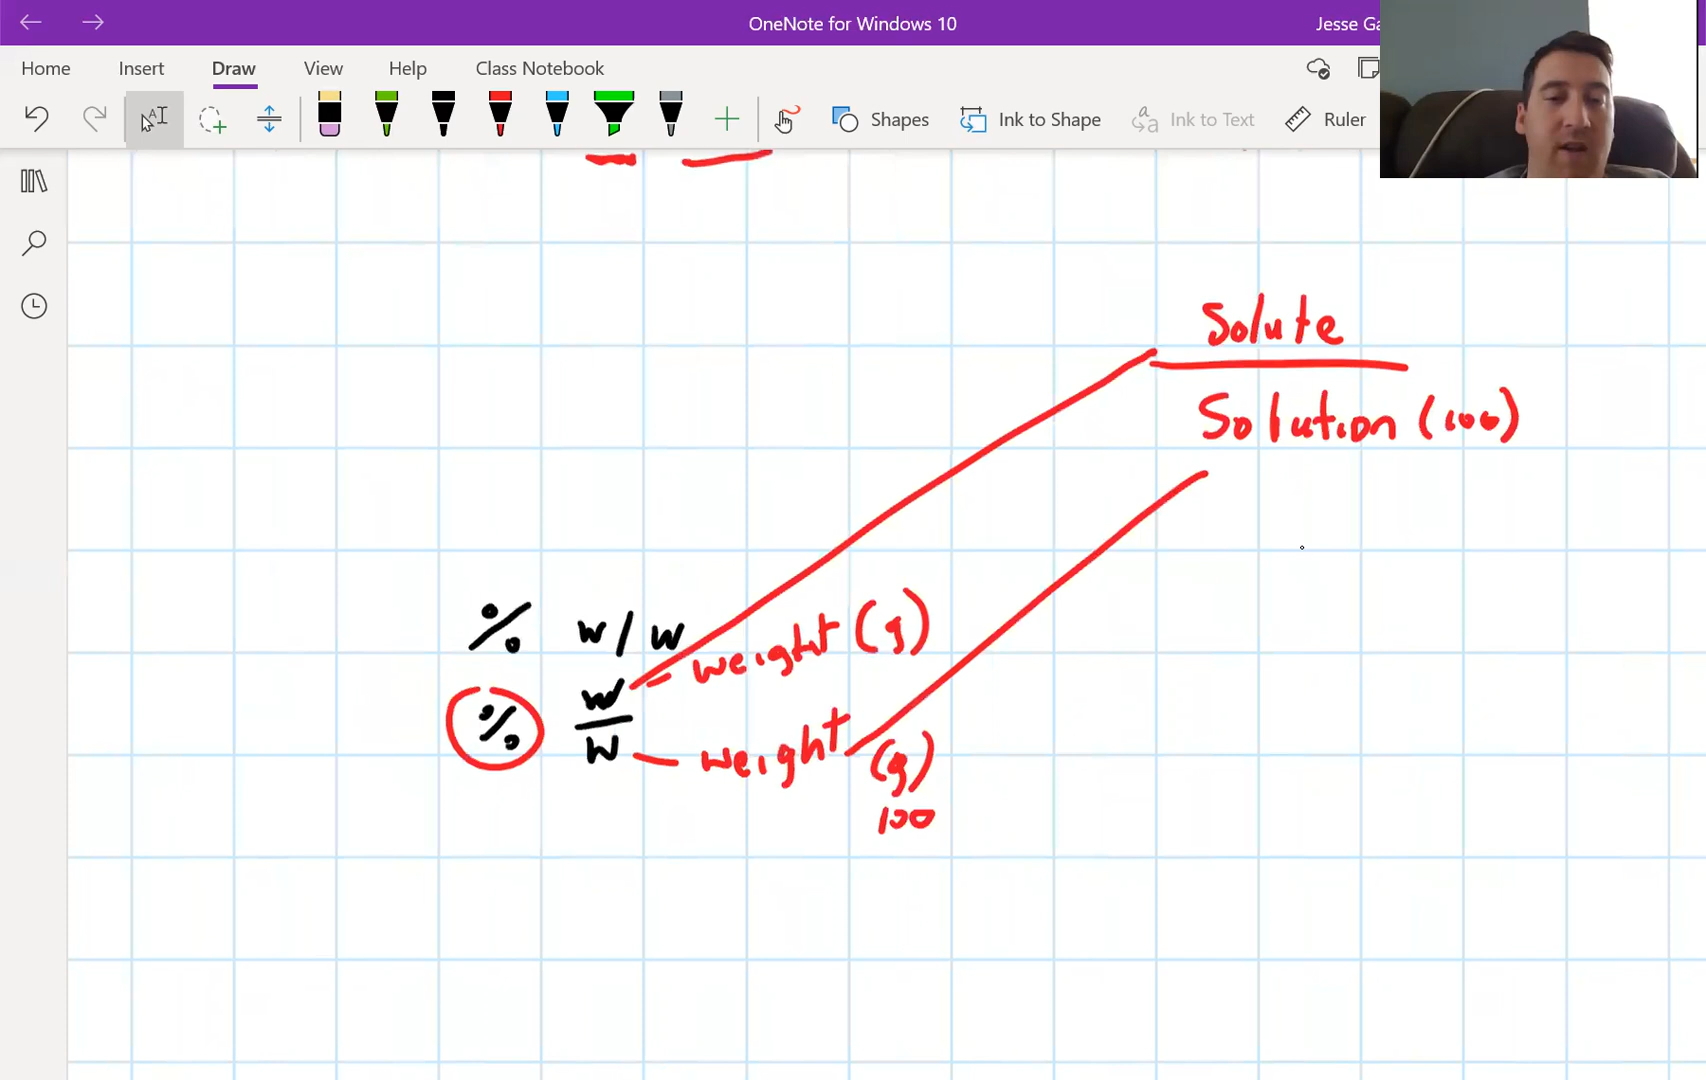 OneNote for Windows 10
Jesse Ga
Home Insert Draw View Help Class Notebook
Shapes Ink to Shape Ink to Text Ruler
Solute
Solution (100)
% w/w
weight (g)
% w
w
weight (g)
100